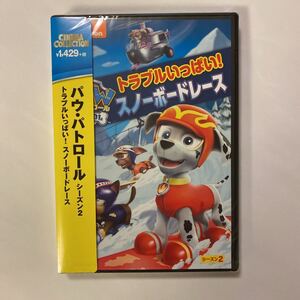 CINEMA
COLLECTION
¥1,429+税
パウ・パトロール シーズン2
トラブルいっぱい! スノーボードレース
トラブルいっぱい!
スノーボードレース
シーズン2